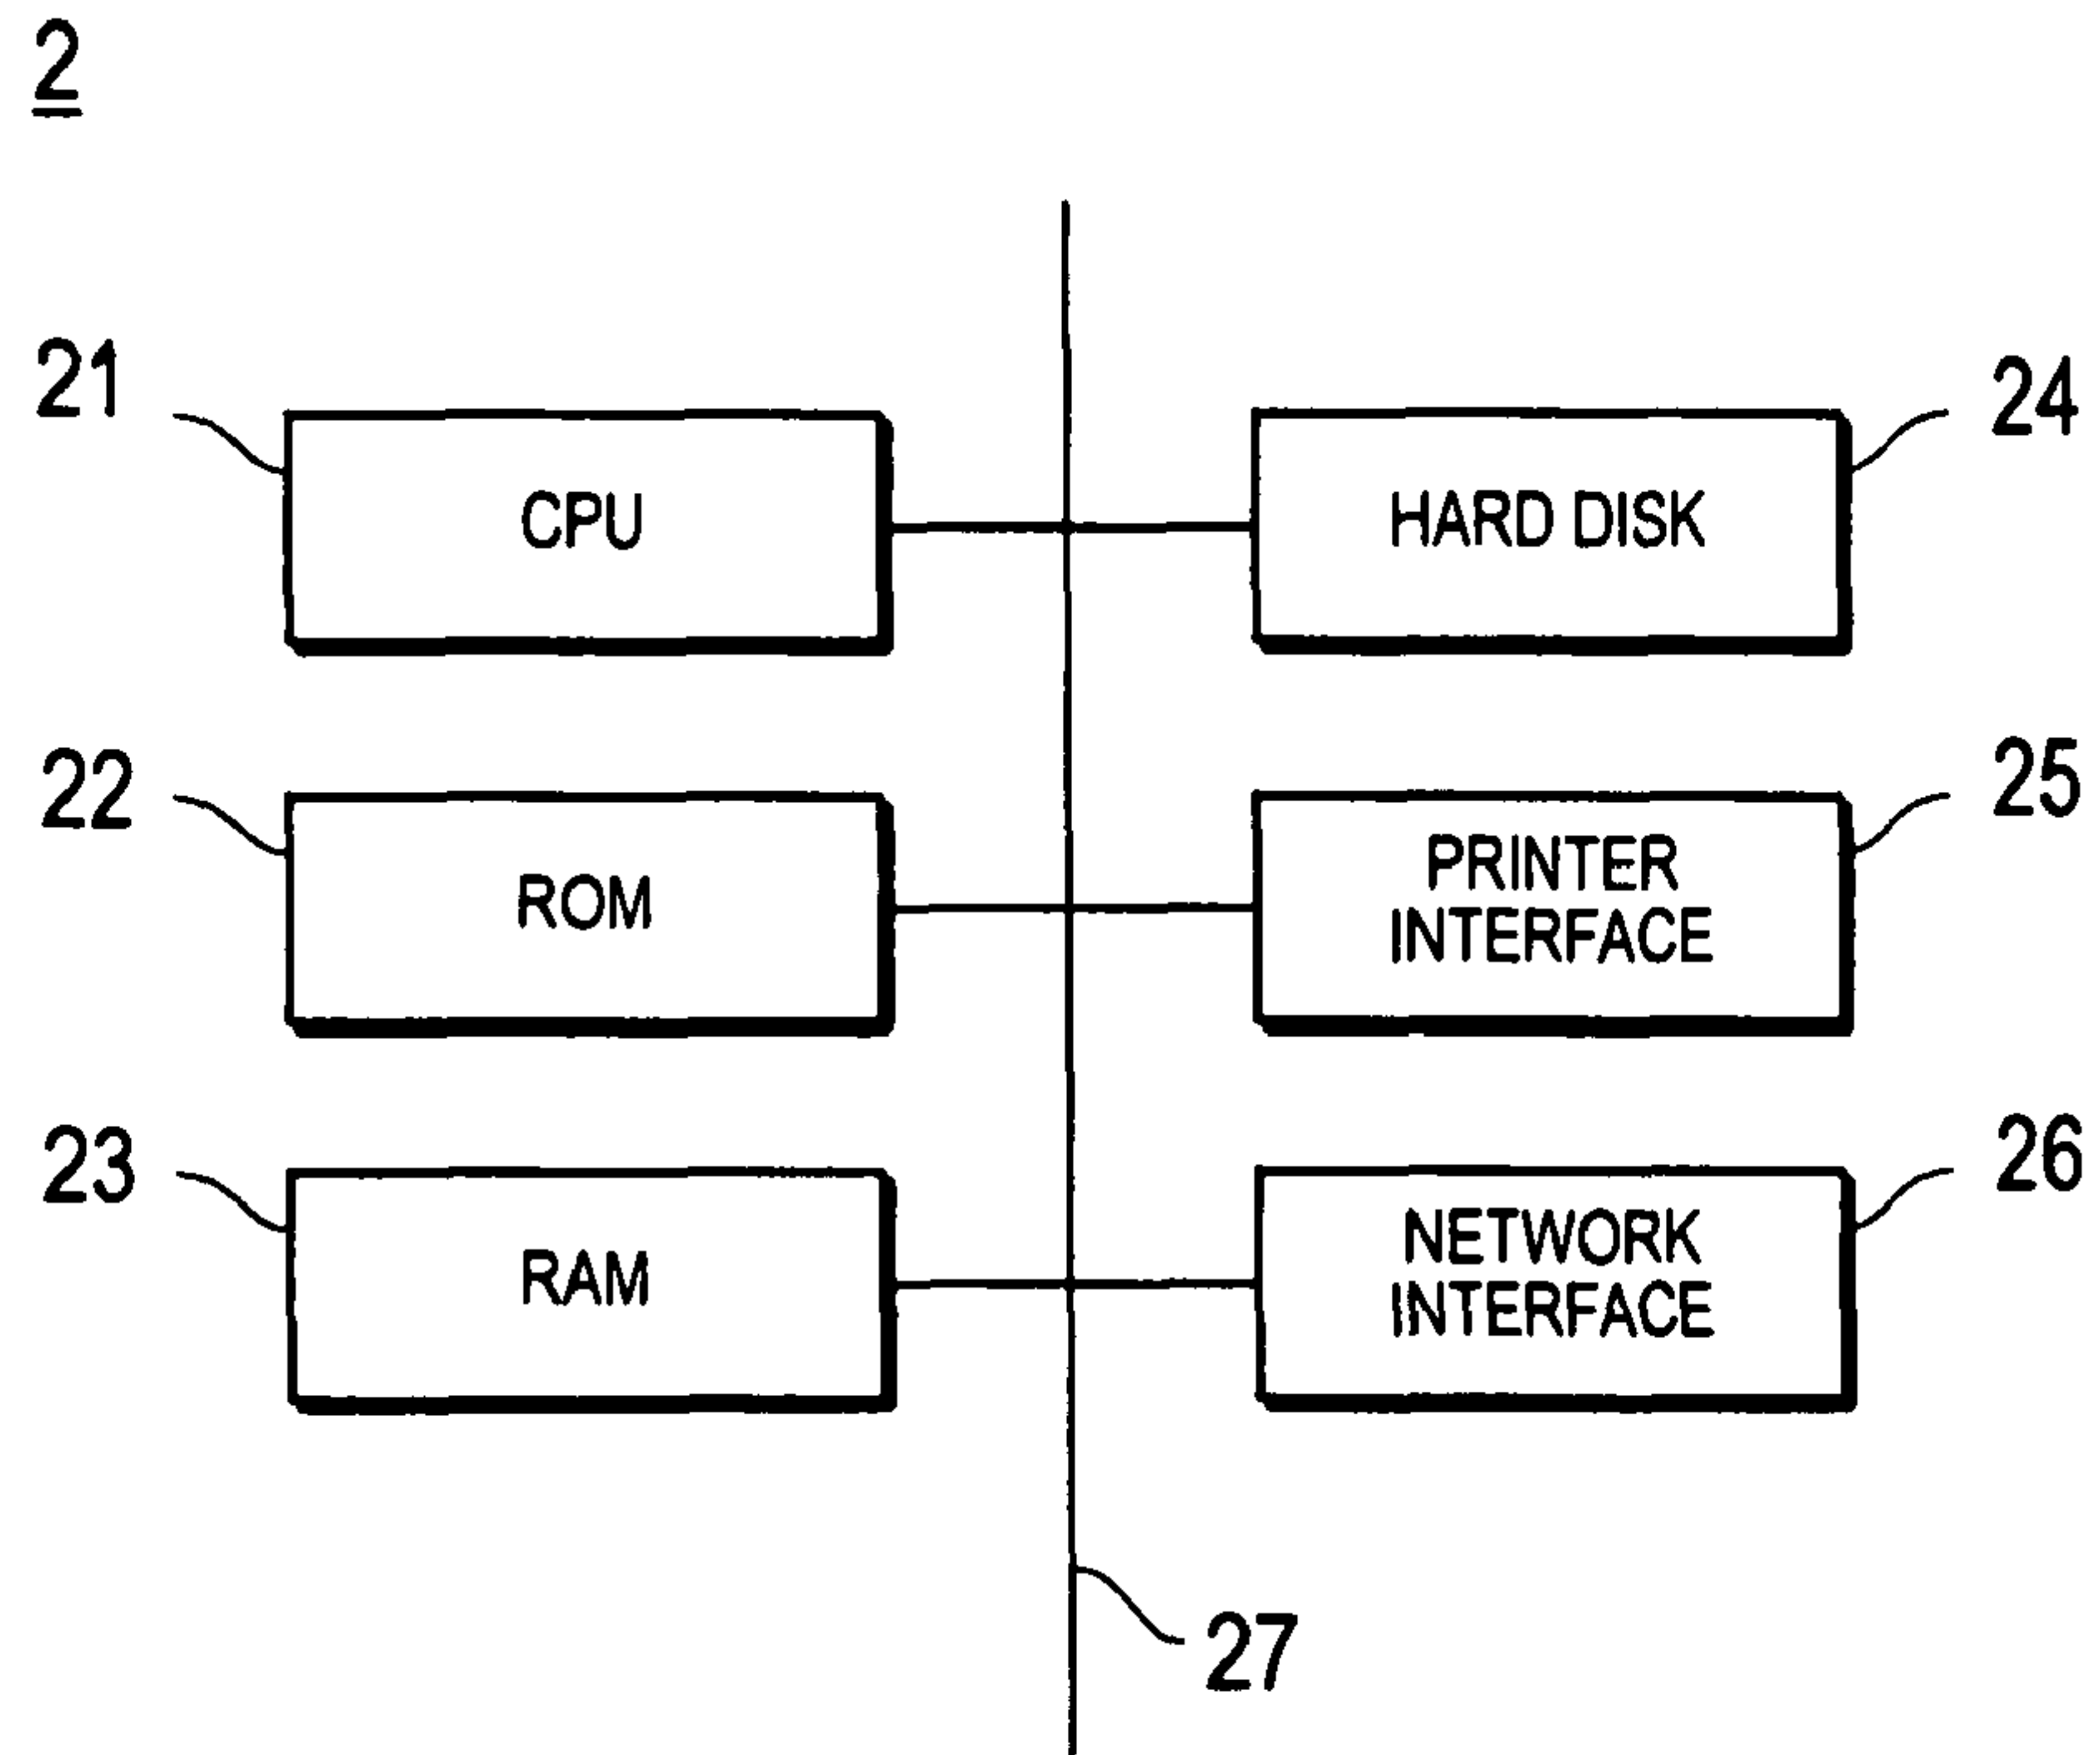 2
21
CPU
HARD DISK
24
22
ROM
PRINTER
INTERFACE
25
23
RAM
NETWORK
INTERFACE
26
27